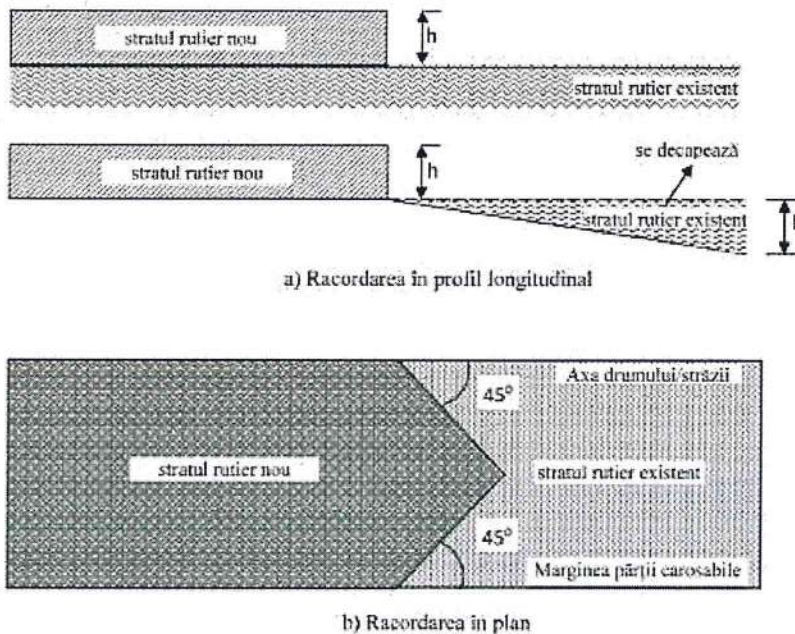 stratul rutier nou
h
stratul rutier existent
se decapează
stratul rutier nou
h
stratul rutier existent
a) Racordarea în profil longitudinal
Axa drumului/străzii
45°
stratul rutier nou
stratul rutier existent
45°
Marginea părții carosabile
b) Racordarea în plan